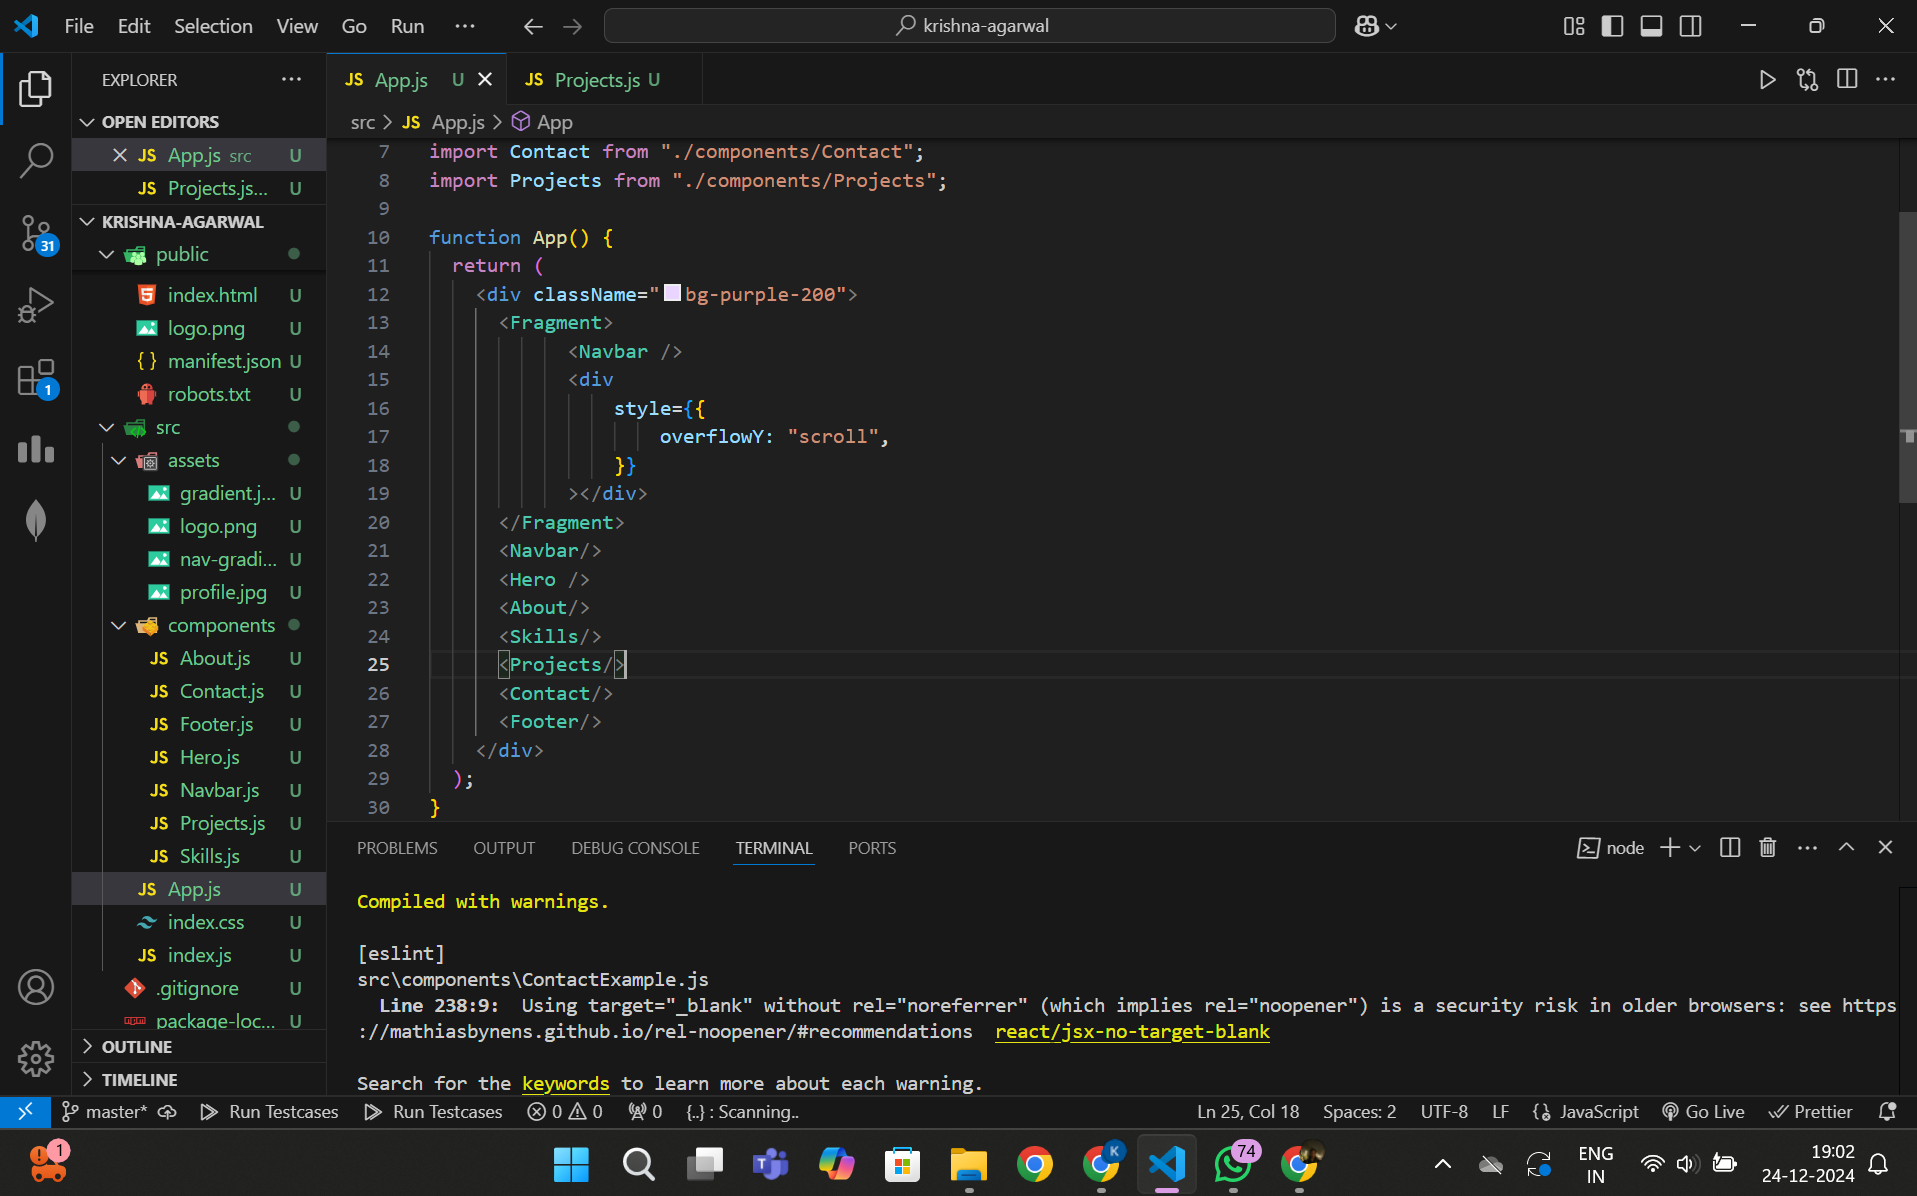 File Edit Selection View Go Run ···
krishna-agarwal
EXPLORER
OPEN EDITORS
App.js src U
Projects.js... U
KRISHNA-AGARWAL
public
index.html U
logo.png U
{ } manifest.json U
robots.txt U
src
assets
gradient.j... U
logo.png U
nav-gradi... U
profile.jpg U
components
JS About.js U
JS Contact.js U
JS Footer.js U
JS Hero.js U
JS Navbar.js U
JS Projects.js U
JS Skills.js U
JS App.js U
index.css U
JS index.js U
.gitignore U
package-loc... U
OUTLINE
TIMELINE
31
1
JS App.js U
JS Projects.js U
src > JS App.js > App
7 import Contact from "./components/Contact";
8 import Projects from "./components/Projects";
9
10 function App() {
11 return (
12 <div className="bg-purple-200">
13 <Fragment>
14 <Navbar />
15 <div
16 style={{
17 overflowY: "scroll",
18 }}
19 ></div>
20 </Fragment>
21 <Navbar/>
22 <Hero />
23 <About/>
24 <Skills/>
25 <Projects/>
26 <Contact/>
27 <Footer/>
28 </div>
29 );
30 }
PROBLEMS OUTPUT DEBUG CONSOLE TERMINAL PORTS
node
Compiled with warnings.
[eslint]
src\components\ContactExample.js
Line 238:9: Using target="_blank" without rel="noreferrer" (which implies rel="noopener") is a security risk in older browsers: see https
://mathiasbynens.github.io/rel-noopener/#recommendations react/jsx-no-target-blank
Search for the keywords to learn more about each warning.
master* Run Testcases Run Testcases 0 0 0 {..} : Scanning..
Ln 25, Col 18 Spaces: 2 UTF-8 LF JavaScript Go Live Prettier
1
K
74
ENG
IN
19:02
24-12-2024